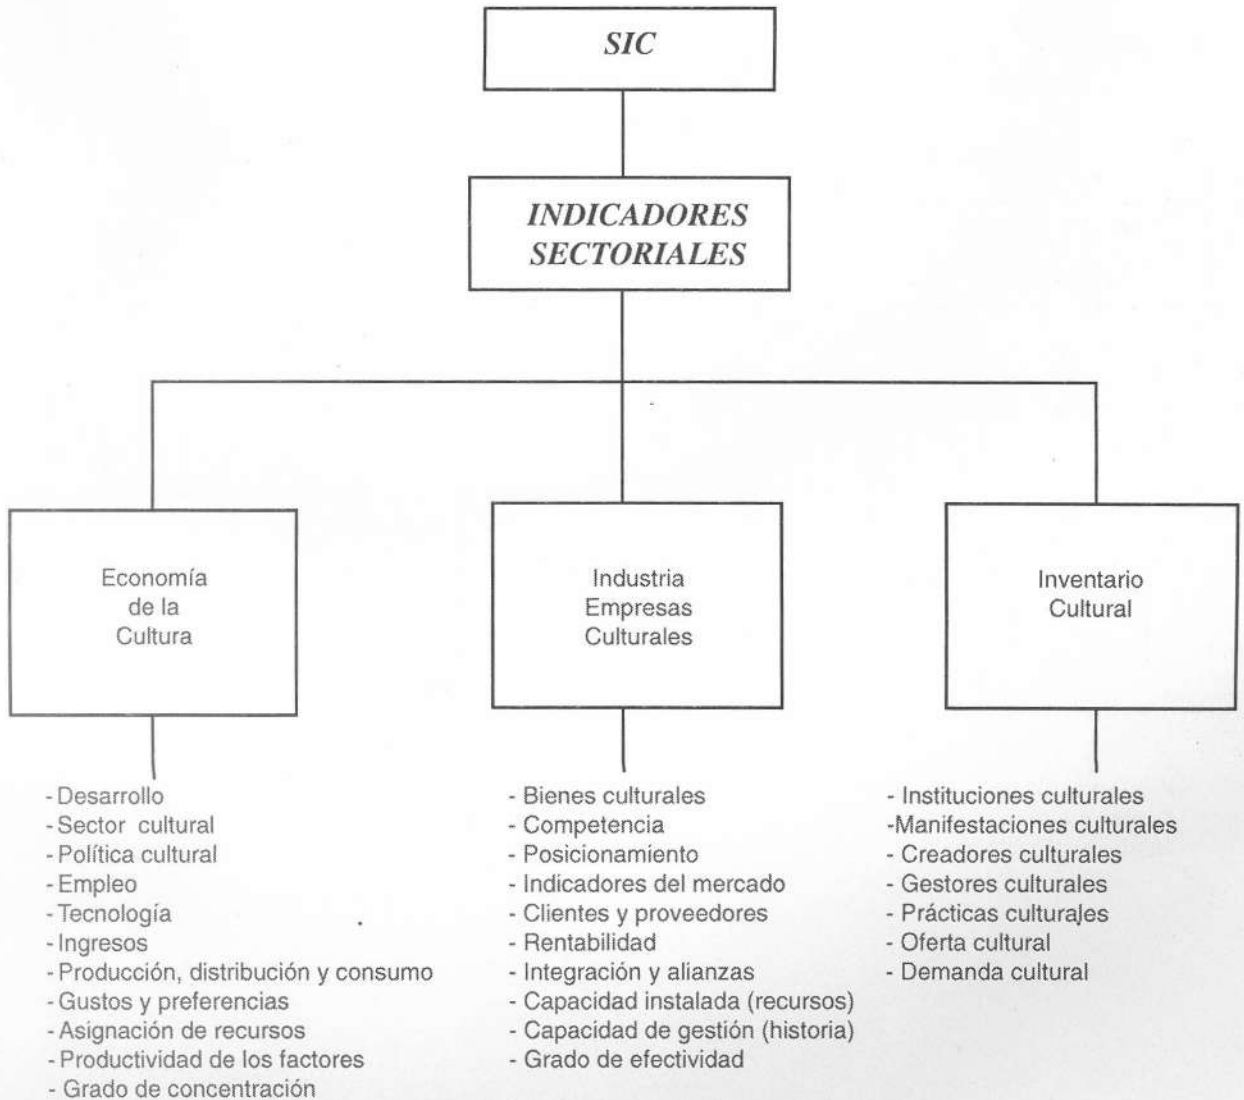 SIC
INDICADORES
SECTORIALES
Economía
de la
Cultura
- Desarrollo
- Sector cultural
- Política cultural
- Empleo
- Tecnología
- Ingresos
- Producción, distribución y consumo
- Gustos y preferencias
- Asignación de recursos
- Productividad de los factores
- Grado de concentración
Industria
Empresas
Culturales
- Bienes culturales
- Competencia
- Posicionamiento
- Indicadores del mercado
- Clientes y proveedores
- Rentabilidad
- Integración y alianzas
- Capacidad instalada (recursos)
- Capacidad de gestión (historia)
- Grado de efectividad
Inventario
Cultural
- Instituciones culturales
-Manifestaciones culturales
- Creadores culturales
- Gestores culturales
- Prácticas culturales
- Oferta cultural
- Demanda cultural